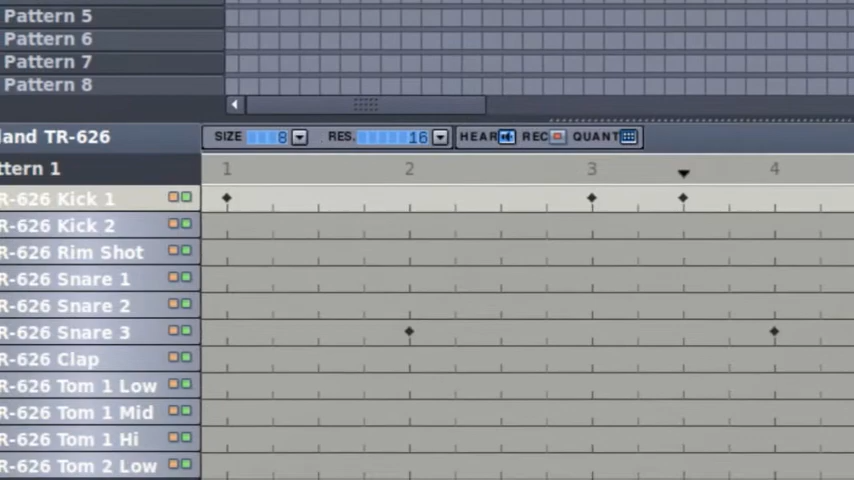 Pattern 5
Pattern 6
Pattern 7
Pattern 8
land TR-626
SIZE 8 RES. 16 HEAR REC QUANT
ttern 1
1 2 3 4
R-626 Kick 1
R-626 Kick 2
R-626 Rim Shot
R-626 Snare 1
R-626 Snare 2
R-626 Snare 3
R-626 Clap
R-626 Tom 1 Low
R-626 Tom 1 Mid
R-626 Tom 1 Hi
R-626 Tom 2 Low